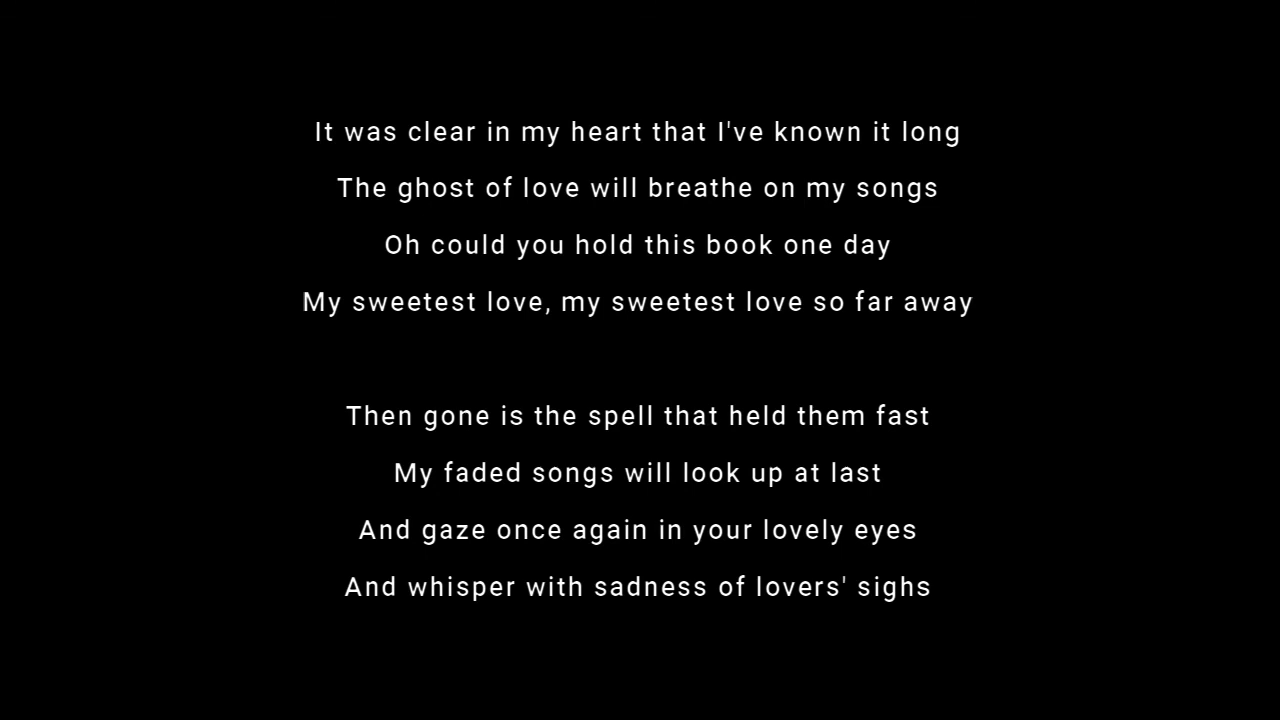 It was clear in my heart that I've known it long
The ghost of love will breathe on my songs
Oh could you hold this book one day
My sweetest love, my sweetest love so far away
Then gone is the spell that held them fast
My faded songs will look up at last
And gaze once again in your lovely eyes
And whisper with sadness of lovers' sighs